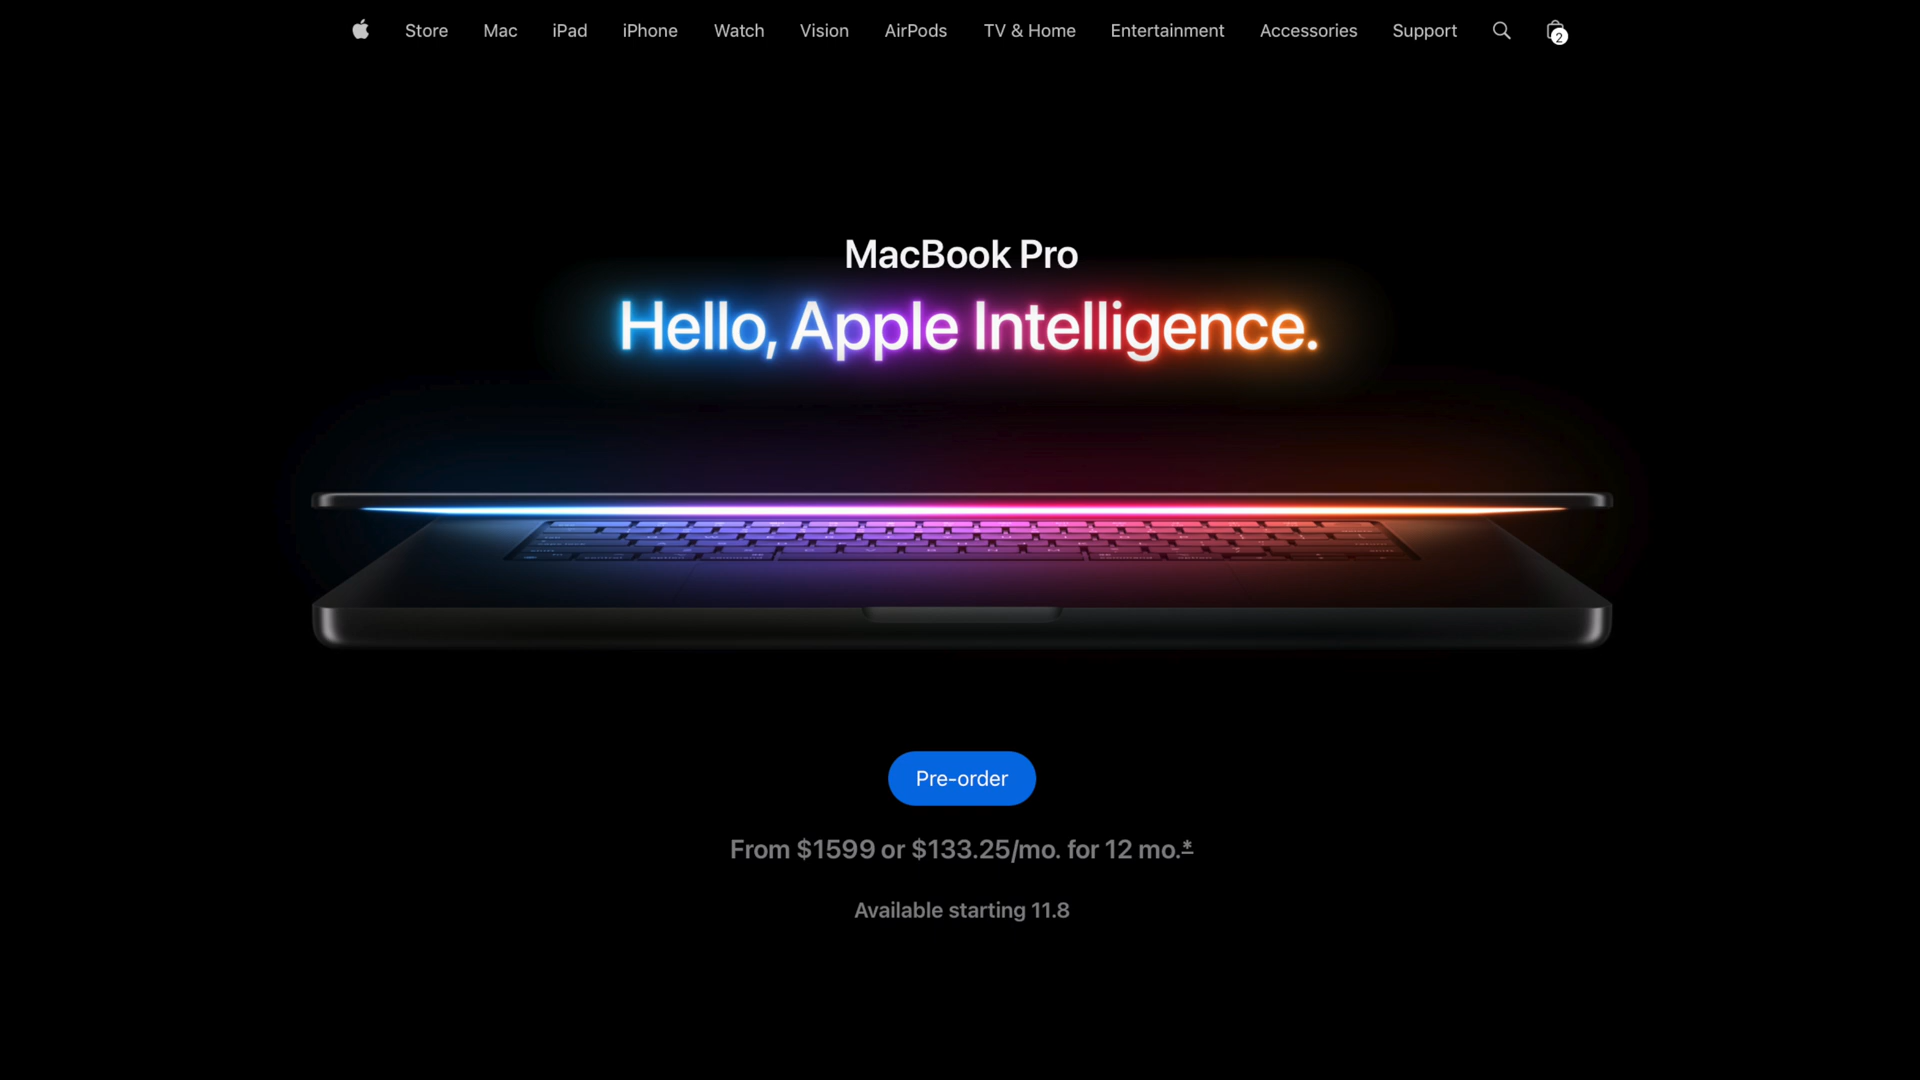 Store Mac iPad iPhone Watch Vision AirPods TV & Home Entertainment Accessories Support 2
MacBook Pro
Hello, Apple Intelligence.
Pre-order
From $1599 or $133.25/mo. for 12 mo.*
Available starting 11.8